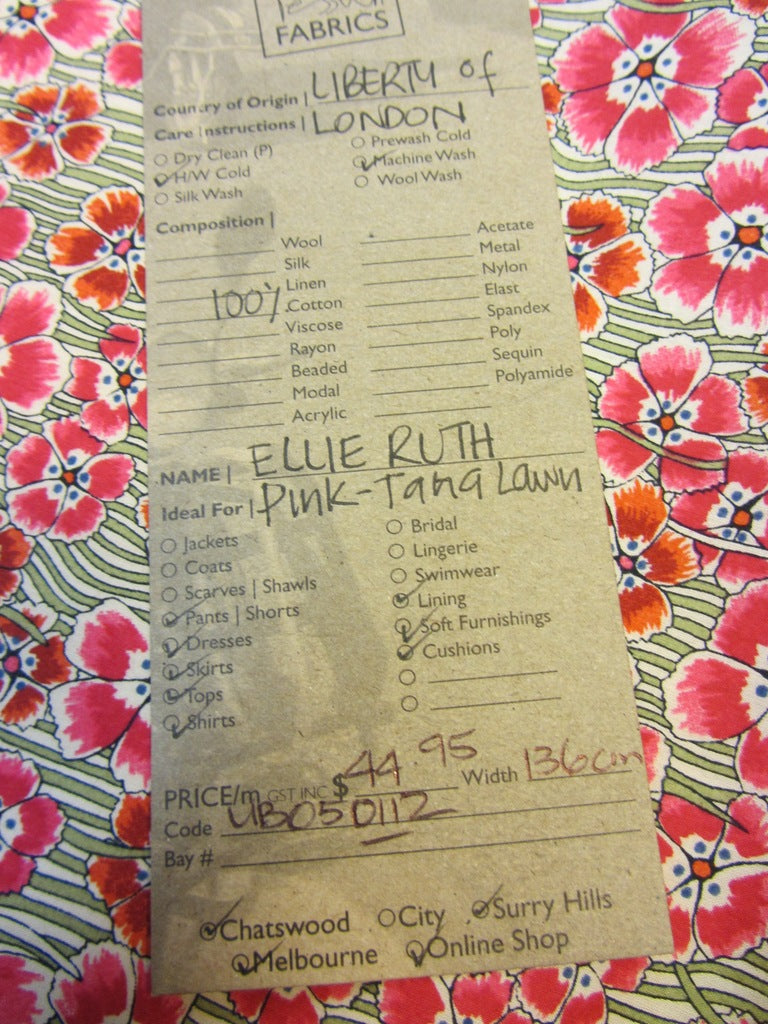 FABRICS
Country of Origin | LIBERTY of
Care Instructions | LONDON
Dry Clean (P)
H/W Cold
Silk Wash
Prewash Cold
Machine Wash
Wool Wash
Composition |
Wool
Silk
Linen
100% Cotton
Viscose
Rayon
Beaded
Modal
Acrylic
Acetate
Metal
Nylon
Elast
Spandex
Poly
Sequin
Polyamide
NAME | ELLIE RUTH
Ideal For | Pink-Tana Lawn
Jackets
Coats
Scarves | Shawls
Pants | Shorts
Dresses
Skirts
Tops
Shirts
Bridal
Lingerie
Swimwear
Lining
Soft Furnishings
Cushions
PRICE/m GST INC $44.95 Width 136cm
Code UB050112
Bay #
Chatswood City Surry Hills
Melbourne Online Shop